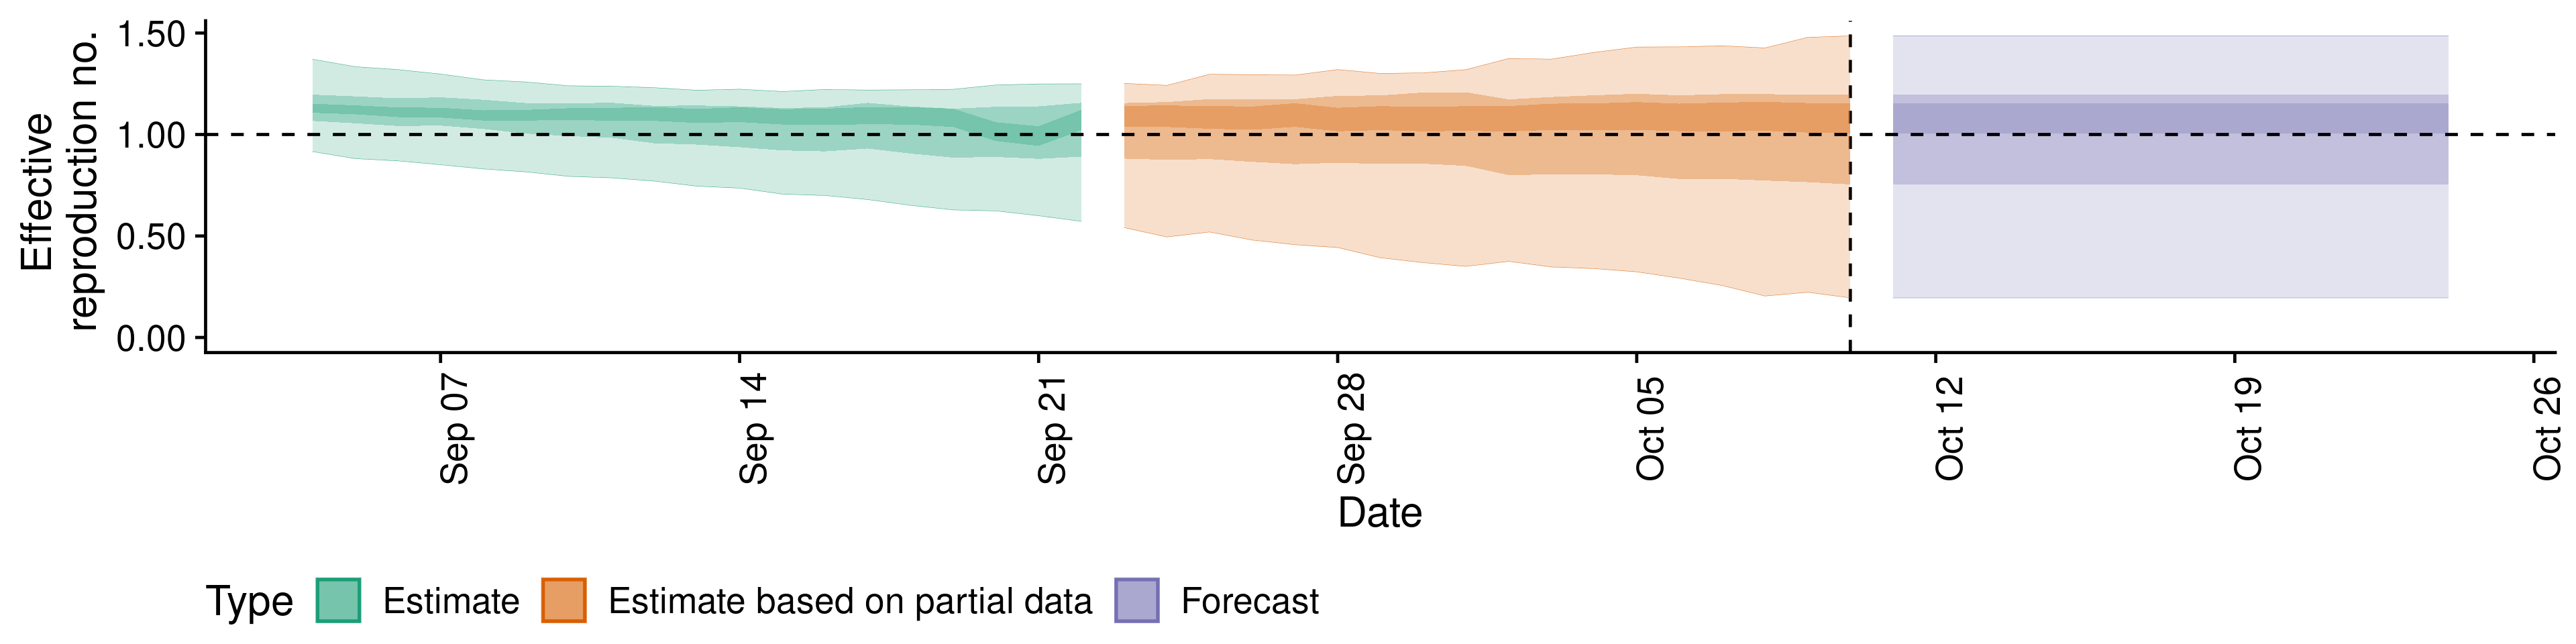 Effective
reproduction no.
1.50
1.00
0.50
0.00
Sep 07
Sep 14
Sep 21
Sep 28
Oct 05
Oct 12
Oct 19
Oct 26
Date
Type Estimate Estimate based on partial data Forecast